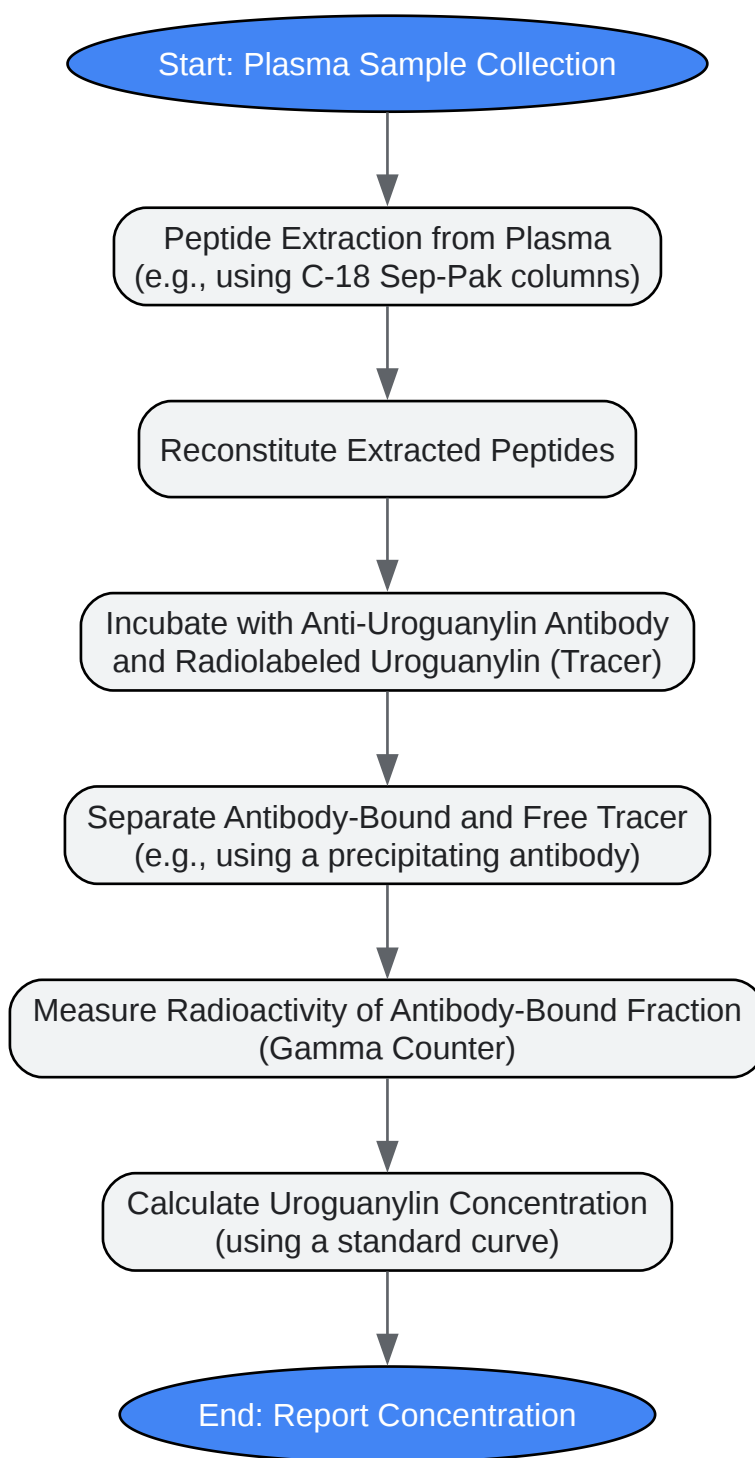 Start: Plasma Sample Collection
Peptide Extraction from Plasma
(e.g., using C-18 Sep-Pak columns)
Reconstitute Extracted Peptides
Incubate with Anti-Uroguanylin Antibody
and Radiolabeled Uroguanylin (Tracer)
Separate Antibody-Bound and Free Tracer
(e.g., using a precipitating antibody)
Measure Radioactivity of Antibody-Bound Fraction
(Gamma Counter)
Calculate Uroguanylin Concentration
(using a standard curve)
End: Report Concentration